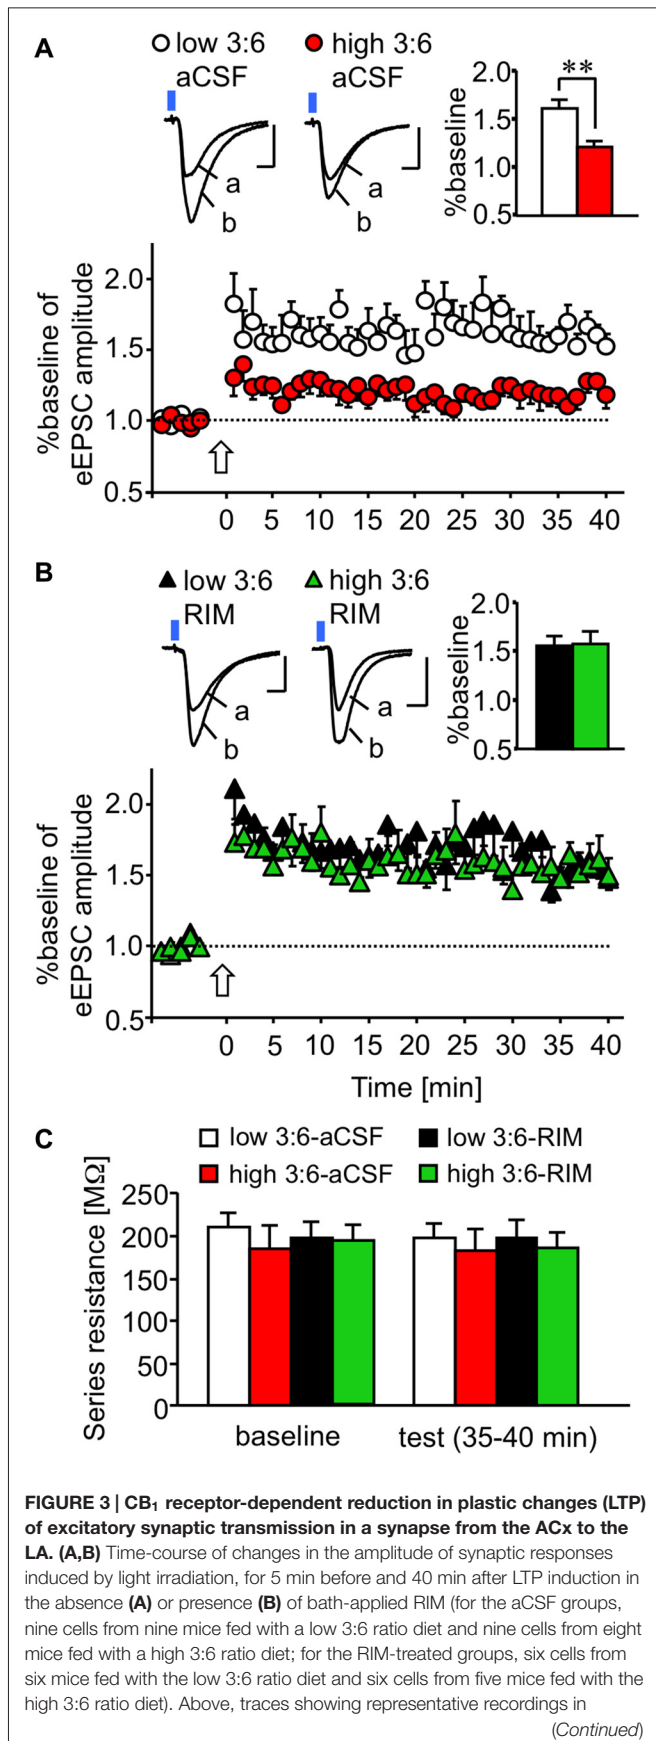 A
low 3:6
aCSF
high 3:6
aCSF
a
b
a
b
%baseline
2.0
1.5
1.0
0.5
**
%baseline of
eEPSC amplitude
2.0
1.5
1.0
0.5
0 5 10 15 20 25 30 35 40
B
low 3:6
RIM
high 3:6
RIM
a
b
a
b
%baseline
2.0
1.5
1.0
0.5
%baseline of
eEPSC amplitude
2.0
1.5
1.0
0.5
0 5 10 15 20 25 30 35 40
Time [min]
C
low 3:6-aCSF low 3:6-RIM
high 3:6-aCSF high 3:6-RIM
Series resistance [MΩ]
250
200
150
100
50
0
baseline test (35-40 min)
FIGURE 3 | CB₁ receptor-dependent reduction in plastic changes (LTP)
of excitatory synaptic transmission in a synapse from the ACx to the
LA. (A,B) Time-course of changes in the amplitude of synaptic responses
induced by light irradiation, for 5 min before and 40 min after LTP induction in
the absence (A) or presence (B) of bath-applied RIM (for the aCSF groups,
nine cells from nine mice fed with a low 3:6 ratio diet and nine cells from eight
mice fed with a high 3:6 ratio diet; for the RIM-treated groups, six cells from
six mice fed with the low 3:6 ratio diet and six cells from five mice fed with the
high 3:6 ratio diet). Above, traces showing representative recordings in
(Continued)